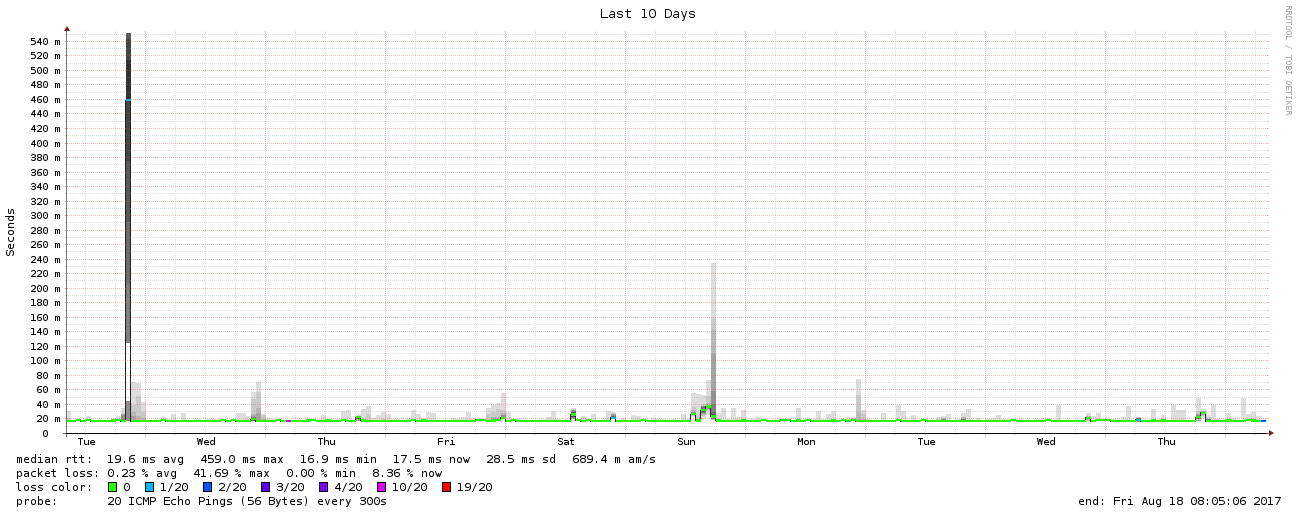 Last 10 Days
RRDTOOL / TOBI OETIKER
Seconds
540 m
520 m
500 m
480 m
460 m
440 m
420 m
400 m
380 m
360 m
340 m
320 m
300 m
280 m
260 m
240 m
220 m
200 m
180 m
160 m
140 m
120 m
100 m
80 m
60 m
40 m
20 m
0
Tue Wed Thu Fri Sat Sun Mon Tue Wed Thu
median rtt: 19.6 ms avg 459.0 ms max 16.9 ms min 17.5 ms now 28.5 ms sd 689.4 m am/s
packet loss: 0.23 % avg 41.69 % max 0.00 % min 8.36 % now
loss color: 0 1/20 2/20 3/20 4/20 10/20 19/20
probe: 20 ICMP Echo Pings (56 Bytes) every 300s end: Fri Aug 18 08:05:06 2017